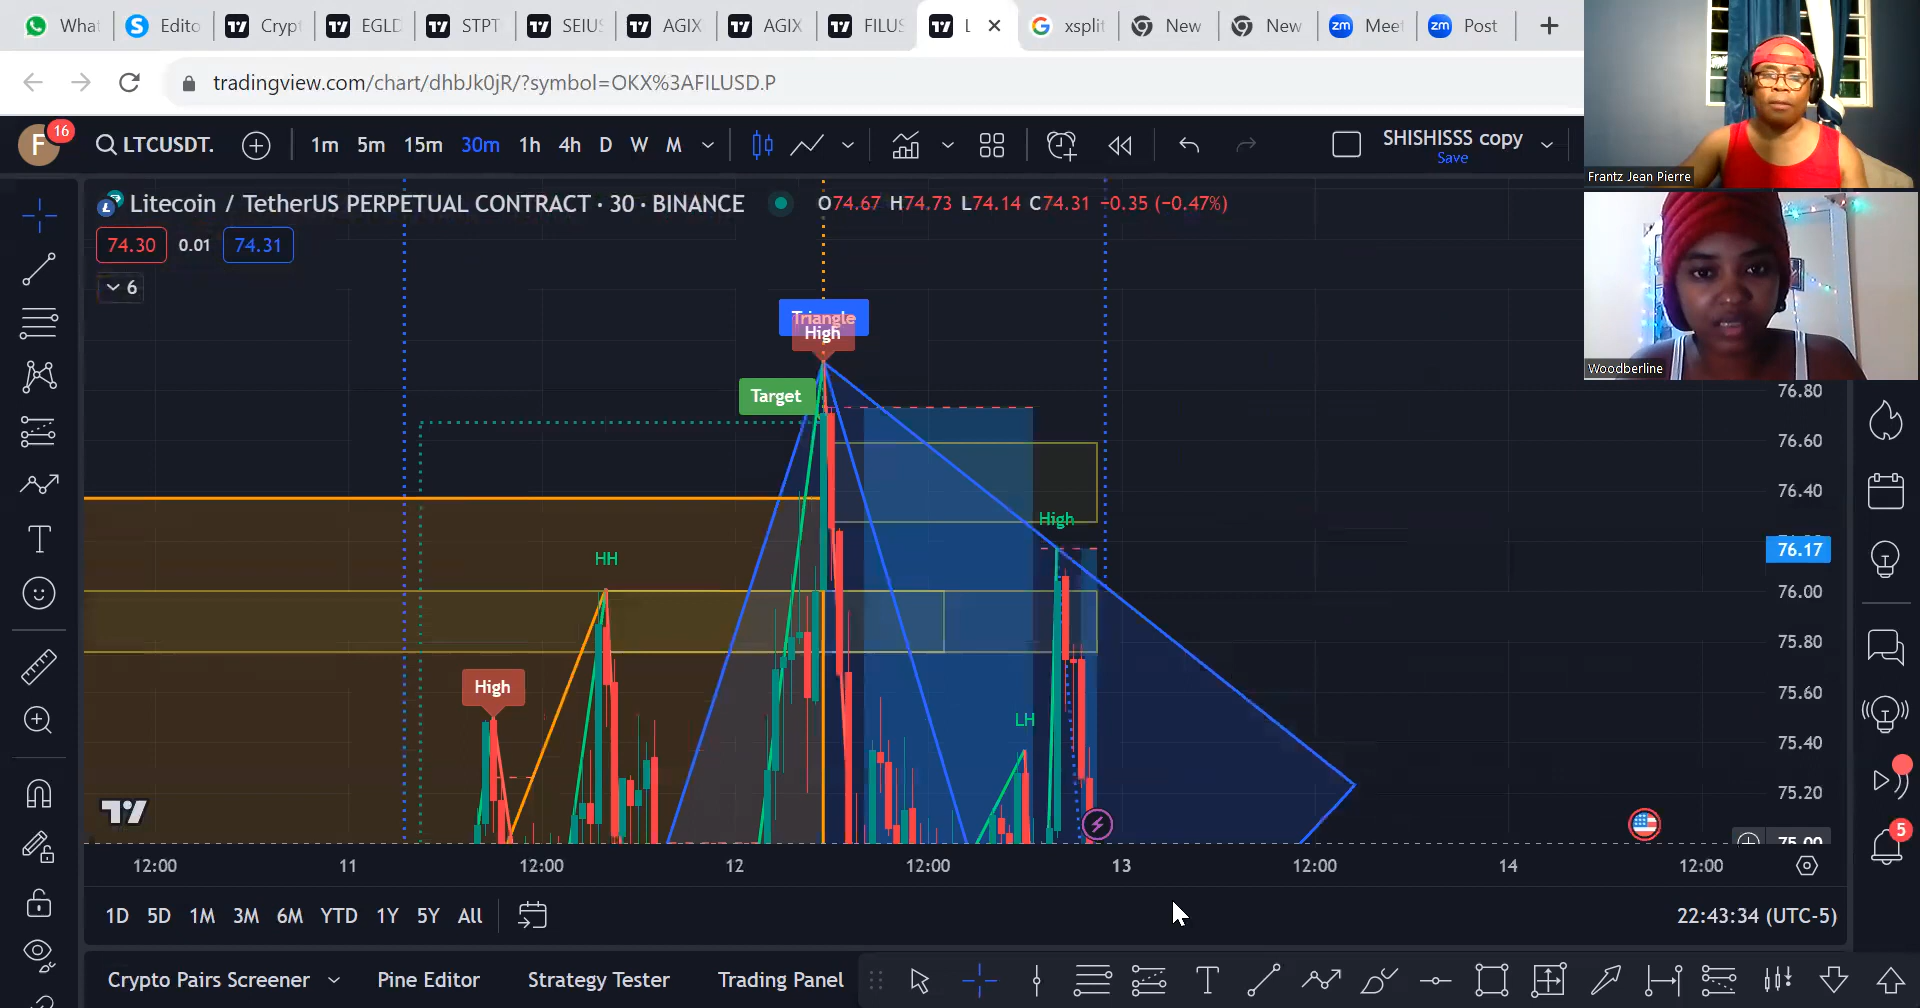 What
Edito
Crypt
EGLD
STPT
SEIUS
AGIX
AGIX
FILUS
L
xsplit
New
New
zm Meet
zm Post
tradingview.com/chart/dhbJk0jR/?symbol=OKX%3AFILUSD.P
F 16
LTCUSDT.
1m 5m 15m 30m 1h 4h D W M
SHISHISSS copy
Save
Frantz Jean Pierre
Woodberline
Litecoin / TetherUS PERPETUAL CONTRACT · 30 · BINANCE
O74.67 H74.73 L74.14 C74.31 −0.35 (−0.47%)
74.30 0.01 74.31
6
Triangle
High
Target
HH
High
High
LH
76.80
76.60
76.40
76.17
76.00
75.80
75.60
75.40
75.20
75.00
12:00 11 12:00 12 12:00 13 12:00 14 12:00
1D 5D 1M 3M 6M YTD 1Y 5Y All
22:43:34 (UTC-5)
5
Crypto Pairs Screener Pine Editor Strategy Tester Trading Panel